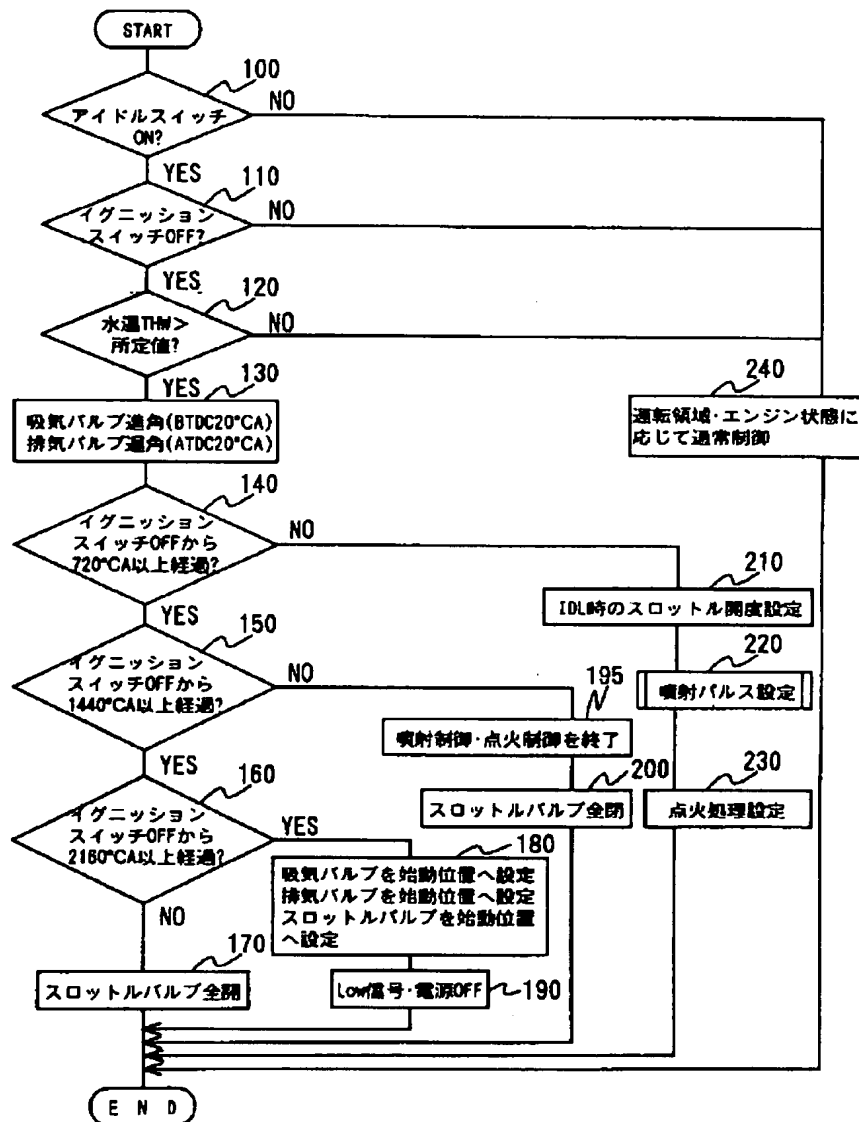 START
100
アイドルスイッチ
ON?
NO
YES
110
イグニッション
スイッチOFF?
NO
YES
120
水温THW>
所定値?
NO
YES
130
吸気バルブ進角(BTDC20°CA)
排気バルブ遅角(ATDC20°CA)
240
運転領域・エンジン状態に
応じて通常制御
140
イグニッション
スイッチOFFから
720°CA以上経過?
NO
YES
210
IDL時のスロットル開度設定
150
イグニッション
スイッチOFFから
1440°CA以上経過?
NO
YES
220
噴射パルス設定
195
噴射制御・点火制御を終了
230
点火処理設定
200
スロットルバルブ全閉
160
イグニッション
スイッチOFFから
2160°CA以上経過?
YES
NO
180
吸気バルブを始動位置へ設定
排気バルブを始動位置へ設定
スロットルバルブを始動位置
へ設定
170
スロットルバルブ全開
Low信号・電源OFF
190
E N D